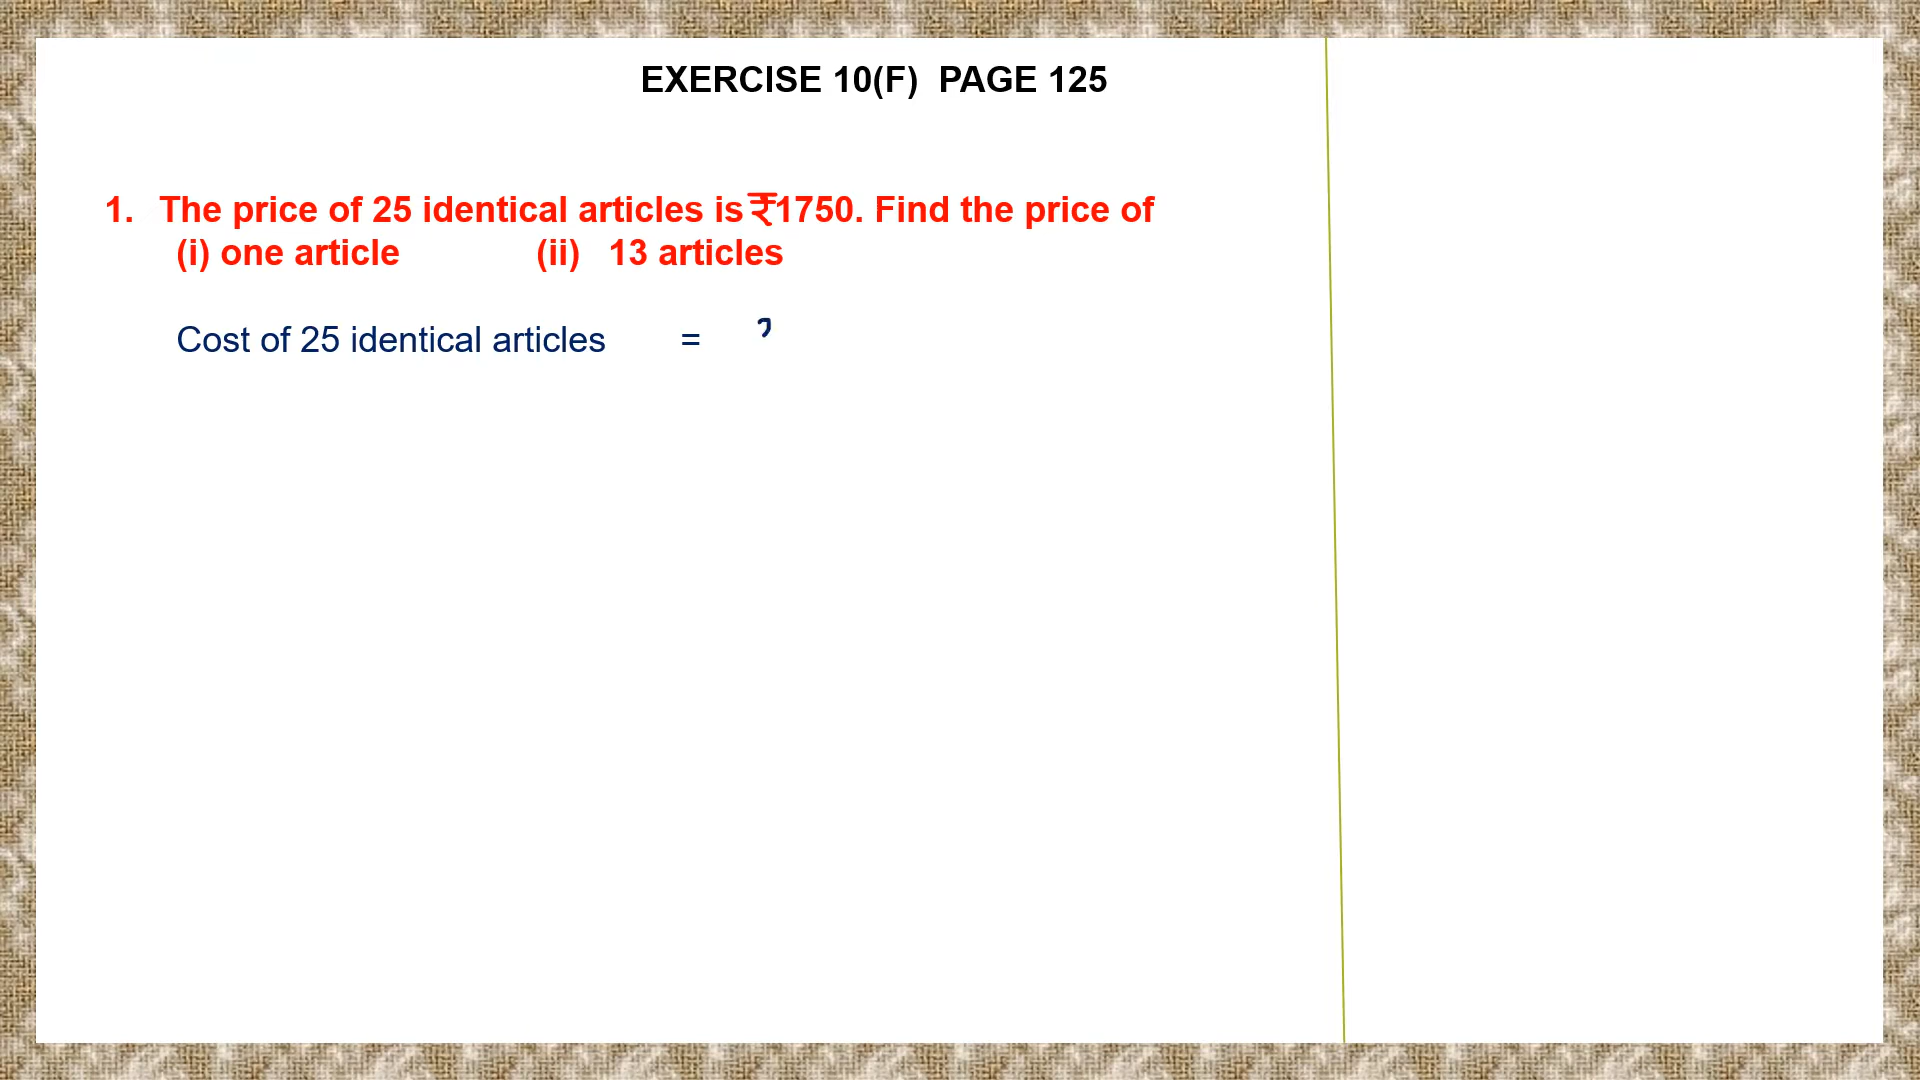 EXERCISE 10(F) PAGE 125
1. The price of 25 identical articles is ₹1750. Find the price of
(i) one article (ii) 13 articles
Cost of 25 identical articles =